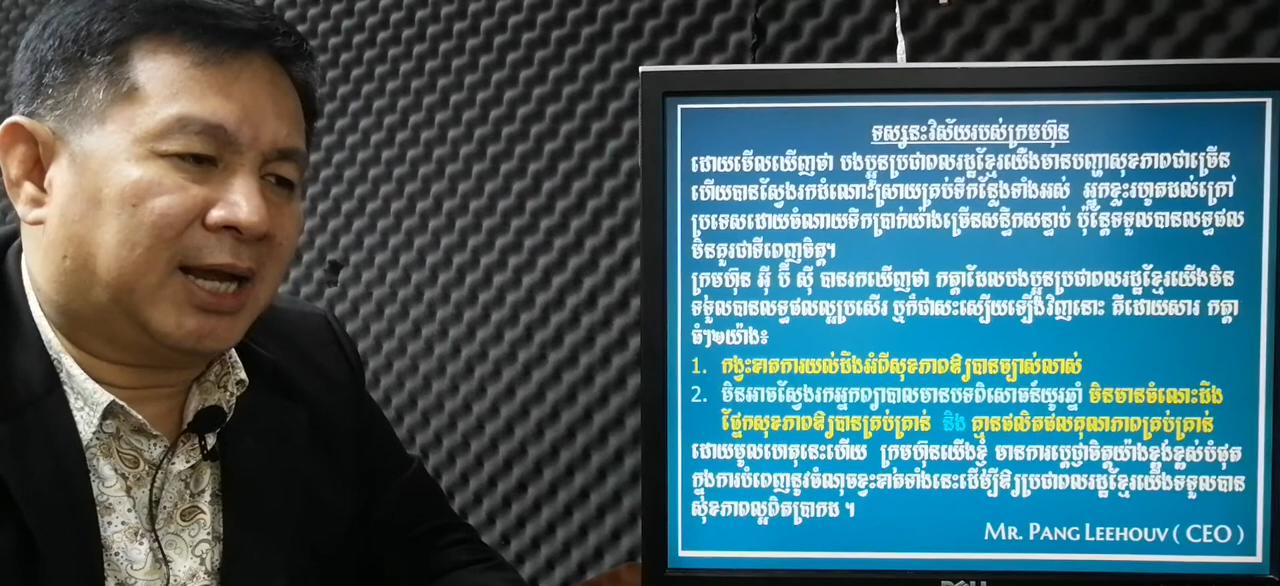 ទស្សនះវិស័យរបស់ក្រុមហ៊ុន
ដោយមើលឃើញថា បងប្អូនប្រជាពលរដ្ឋខ្មែរយើងមានបញ្ហាសុខភាពជាច្រើន
ហើយបានស្វែងរកដំណោះស្រាយគ្រប់ទីកន្លែងទាំងអស់ អ្នកខ្លះរហូតដល់ក្រៅ
ប្រទេសដោយចំណាយទឹកប្រាក់យ៉ាងច្រើនសន្ធឹកសន្ធាប់ ប៉ុន្តែទទួលបានលទ្ធផល
មិនគួរជាទីពេញចិត្ត។
ក្រុមហ៊ុន អ៊ី ប៊ី ស៊ី បានរកឃើញថា កត្តាដែលបងប្អូនប្រជាពលរដ្ឋខ្មែរយើងមិន
ទទួលបានលទ្ធផលល្អប្រសើរ ឬក៏ជាសះស្បើយឡើងវិញនោះ គឺដោយសារ កត្តា
ធំៗ២យ៉ាង៖
1. កង្វះខាតការយល់ដឹងអំពីសុខភាពឱ្យបានច្បាស់លាស់
2. មិនអាចស្វែងរកអ្នកព្យាបាលមានបទពិសោធន៍យូរឆ្នាំ មិនមានចំណេះដឹង
ផ្នែកសុខភាពឱ្យបានគ្រប់គ្រាន់ និង គ្មានផលិតផលគុណភាពគ្រប់គ្រាន់
ដោយមូលហេតុនេះហើយ ក្រុមហ៊ុនយើងខ្ញុំ មានការប្តេជ្ញាចិត្តយ៉ាងខ្ពង់ខ្ពស់បំផុត
ក្នុងការបំពេញនូវចំណុចខ្វះខាតទាំងនេះដើម្បីឱ្យប្រជាពលរដ្ឋខ្មែរយើងទទួលបាន
សុខភាពល្អពិតប្រាកដ ។
MR. PANG LEEHOUV ( CEO )
DELL